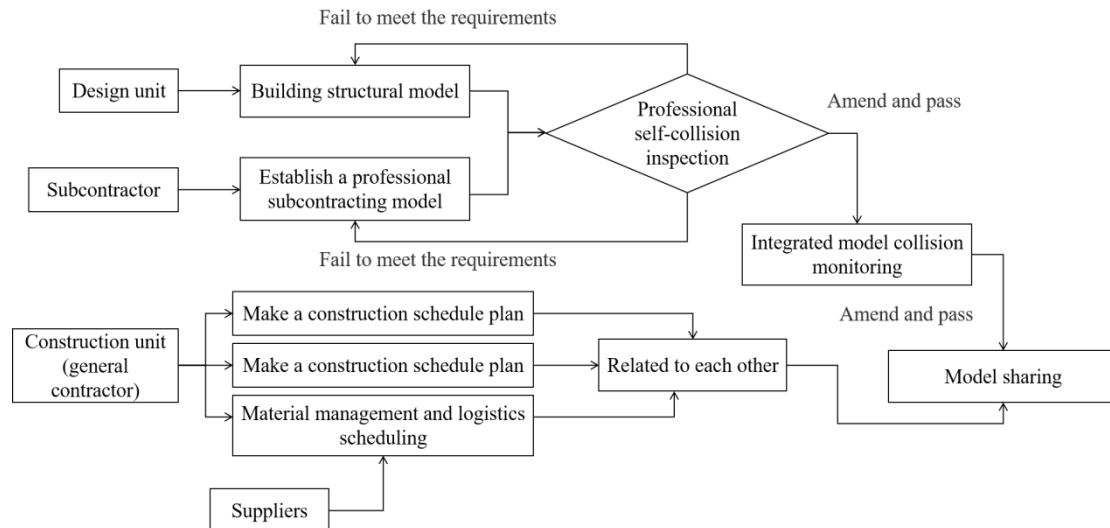 Fail to meet the requirements
Design unit
Building structural model
Professional
self-collision
inspection
Amend and pass
Subcontractor
Establish a professional
subcontracting model
Fail to meet the requirements
Integrated model collision
monitoring
Amend and pass
Construction unit
(general
contractor)
Make a construction schedule plan
Make a construction schedule plan
Material management and logistics
scheduling
Related to each other
Model sharing
Suppliers